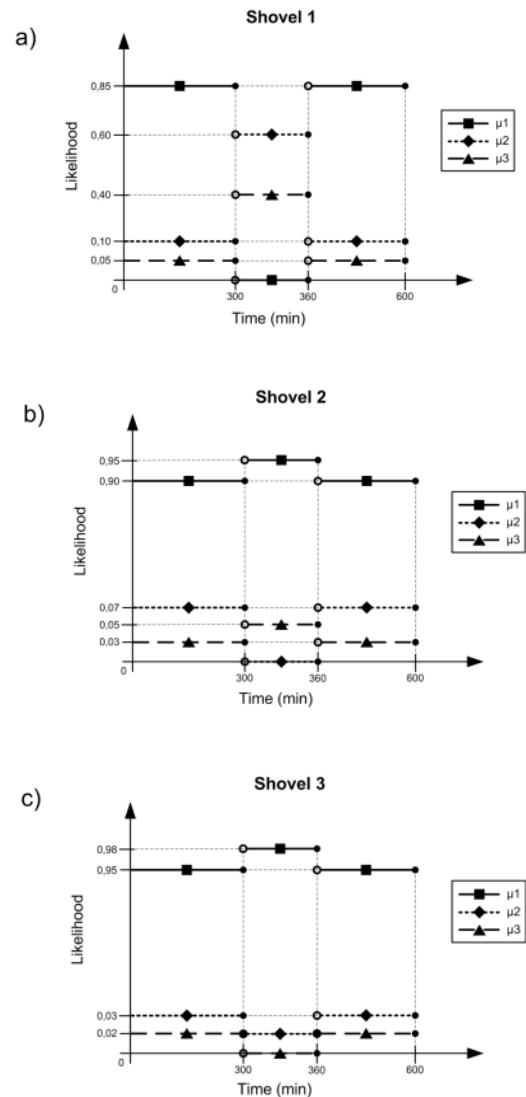 a)
Shovel 1
Likelihood
0,85
0,60
0,40
0,10
0,05
0
300
360
600
Time (min)
μ1
μ2
μ3
b)
Shovel 2
Likelihood
0,95
0,90
0,07
0,05
0,03
0
300
360
600
Time (min)
μ1
μ2
μ3
c)
Shovel 3
Likelihood
0,98
0,95
0,03
0,02
0
300
360
600
Time (min)
μ1
μ2
μ3